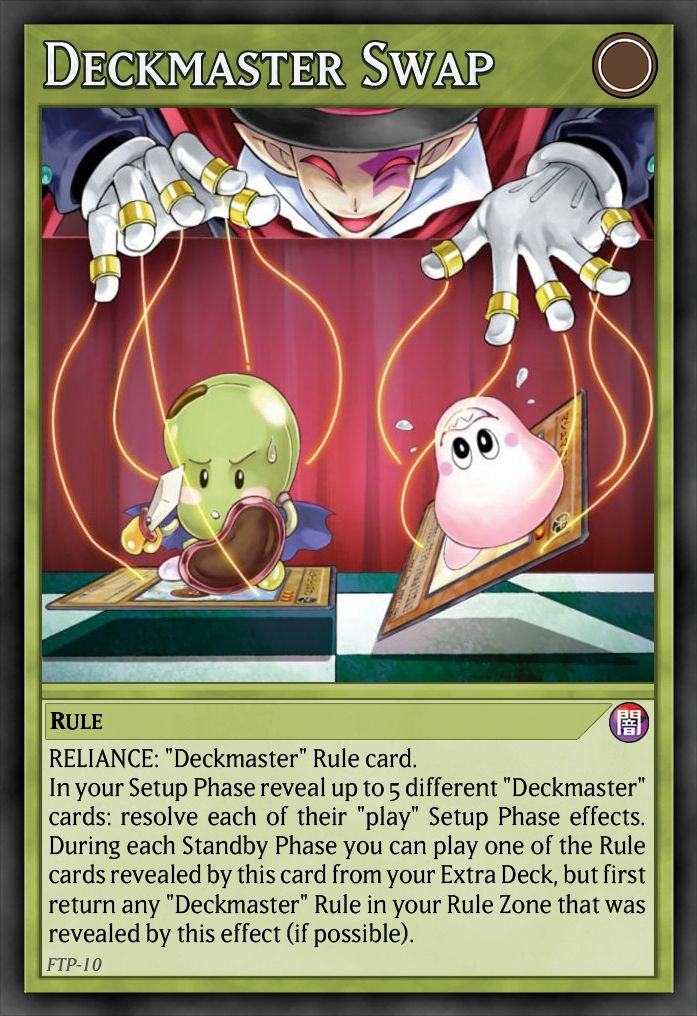 Deckmaster Swap
Rule
闇
RELIANCE: "Deckmaster" Rule card.
In your Setup Phase reveal up to 5 different "Deckmaster"
cards: resolve each of their "play" Setup Phase effects.
During each Standby Phase you can play one of the Rule
cards revealed by this card from your Extra Deck, but first
return any "Deckmaster" Rule in your Rule Zone that was
revealed by this effect (if possible).
FTP-10